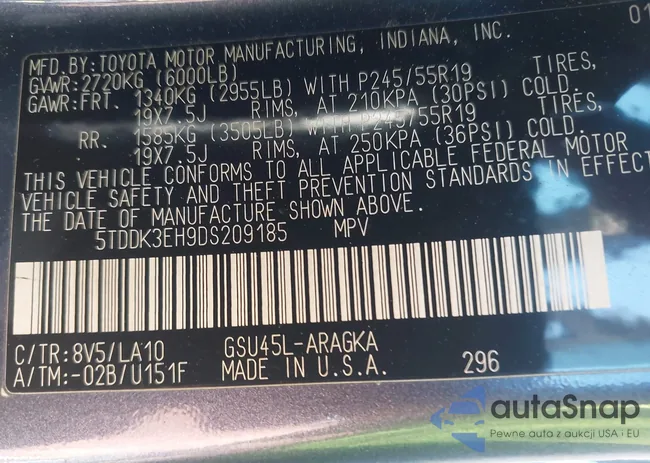 01
MFD.BY:TOYOTA MOTOR MANUFACTURING, INDIANA, INC.
GVWR:2720KG (6000LB)
GAWR:FRT. 1340KG (2955LB) WITH P245/55R19 TIRES,
19X7.5J RIMS, AT 210KPA (30PSI) COLD.
RR. 1585KG (3505LB) WITH P245/55R19 TIRES,
19X7.5J RIMS, AT 250KPA (36PSI) COLD.
THIS VEHICLE CONFORMS TO ALL APPLICABLE FEDERAL MOTOR
VEHICLE SAFETY AND THEFT PREVENTION STANDARDS IN EFFECT
THE DATE OF MANUFACTURE SHOWN ABOVE.
5TDDK3EH9DS209185 MPV
C/TR:8V5/LA10 GSU45L-ARAGKA
A/TM:-02B/U151F MADE IN U.S.A. 296
autaSnap
Pewne auta z aukcji USA i EU